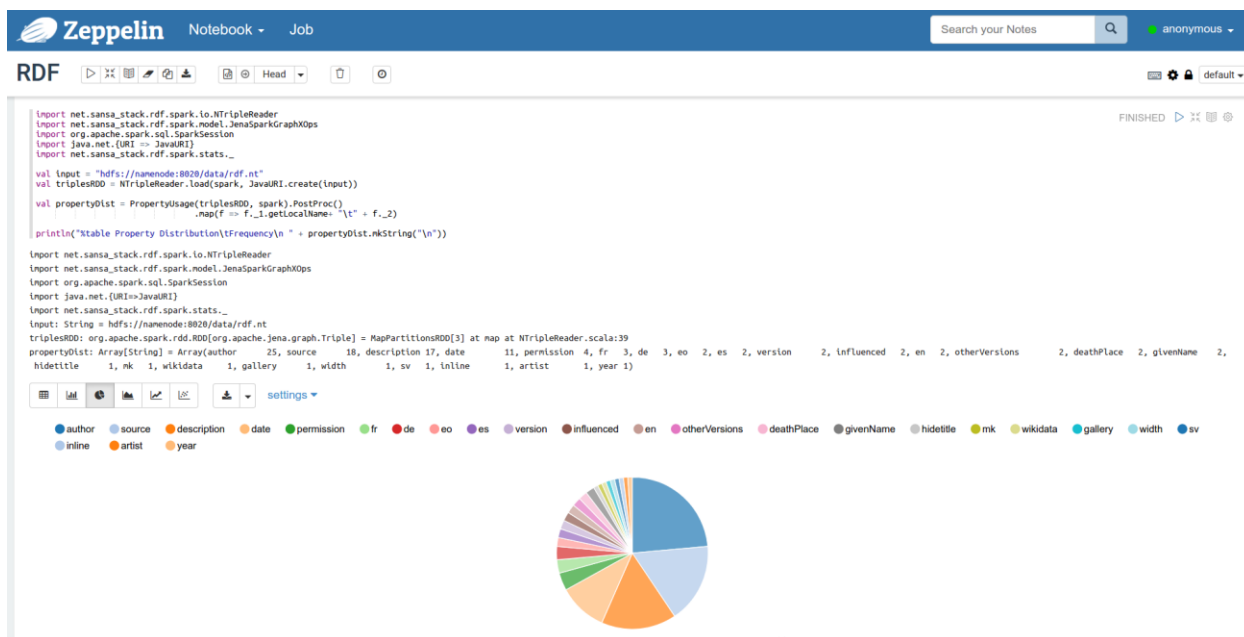 Zeppelin Notebook Job Search your Notes anonymous
RDF Head default
import net.sansa_stack.rdf.spark.io.NTripleReader
import net.sansa_stack.rdf.spark.model.JenaSparkGraphXOps
import org.apache.spark.sql.SparkSession
import java.net.{URI => JavaURI}
import net.sansa_stack.rdf.spark.stats._
FINISHED
val input = "hdfs://namenode:8020/data/rdf.nt"
val triplesRDD = NTripleReader.load(spark, JavaURI.create(input))
val propertyDist = PropertyUsage(triplesRDD, spark).PostProc()
.map(f => f._1.getLocalName+ "\t" + f._2)
println("%table Property Distribution\tFrequency\n " + propertyDist.mkString("\n"))
import net.sansa_stack.rdf.spark.io.NTripleReader
import net.sansa_stack.rdf.spark.model.JenaSparkGraphXOps
import org.apache.spark.sql.SparkSession
import java.net.{URI=>JavaURI}
import net.sansa_stack.rdf.spark.stats._
input: String = hdfs://namenode:8020/data/rdf.nt
triplesRDD: org.apache.spark.rdd.RDD[org.apache.jena.graph.Triple] = MapPartitionsRDD[3] at map at NTripleReader.scala:39
propertyDist: Array[String] = Array(author 25, source 18, description 17, date 11, permission 4, fr 3, de 3, eo 2, es 2, version 2, influenced 2, en 2, otherVersions 2, deathPlace 2, givenName 2,
hidetitle 1, mk 1, wikidata 1, gallery 1, width 1, sv 1, inline 1, artist 1, year 1)
settings
author source description date permission fr de eo es version influenced en otherVersions deathPlace givenName hidetitle mk wikidata gallery width sv
inline artist year